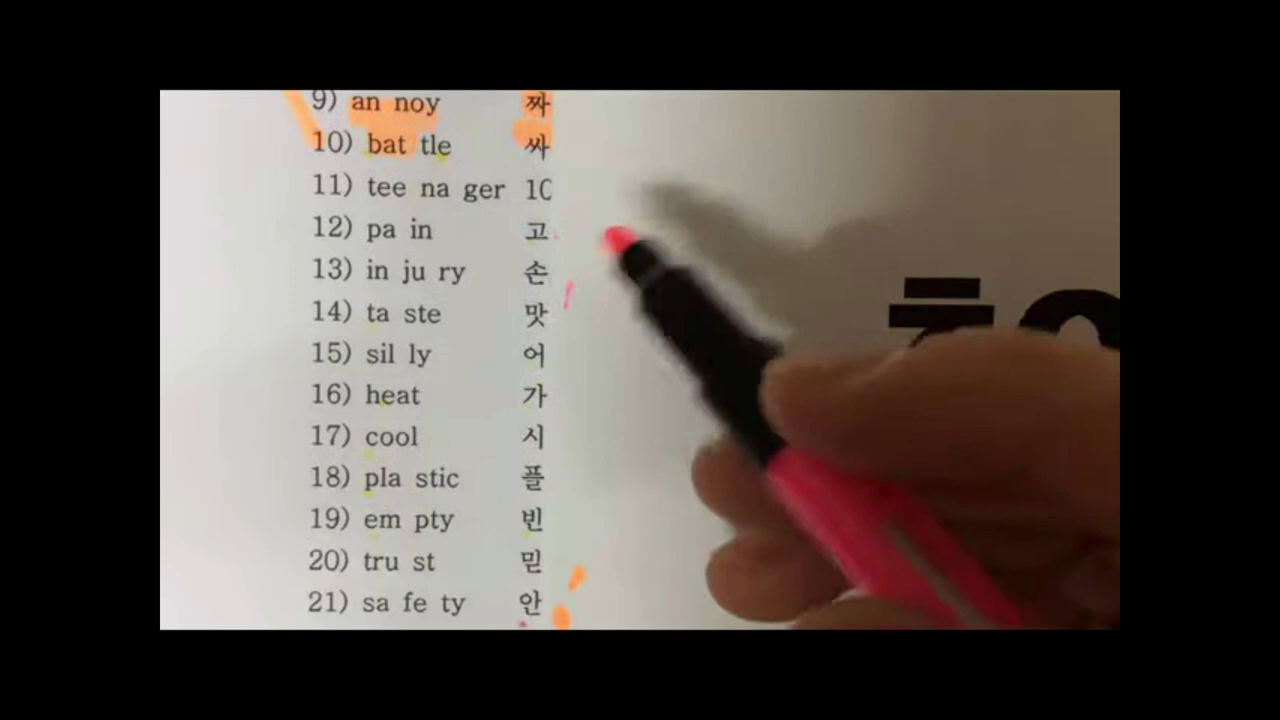 9) an noy 짜
10) bat tle 싸
11) tee na ger 10
12) pa in 고
13) in ju ry 손
14) ta ste 맛
15) sil ly 어
16) heat 가
17) cool 시
18) pla stic 플
19) em pty 빈
20) tru st 믿
21) sa fe ty 안